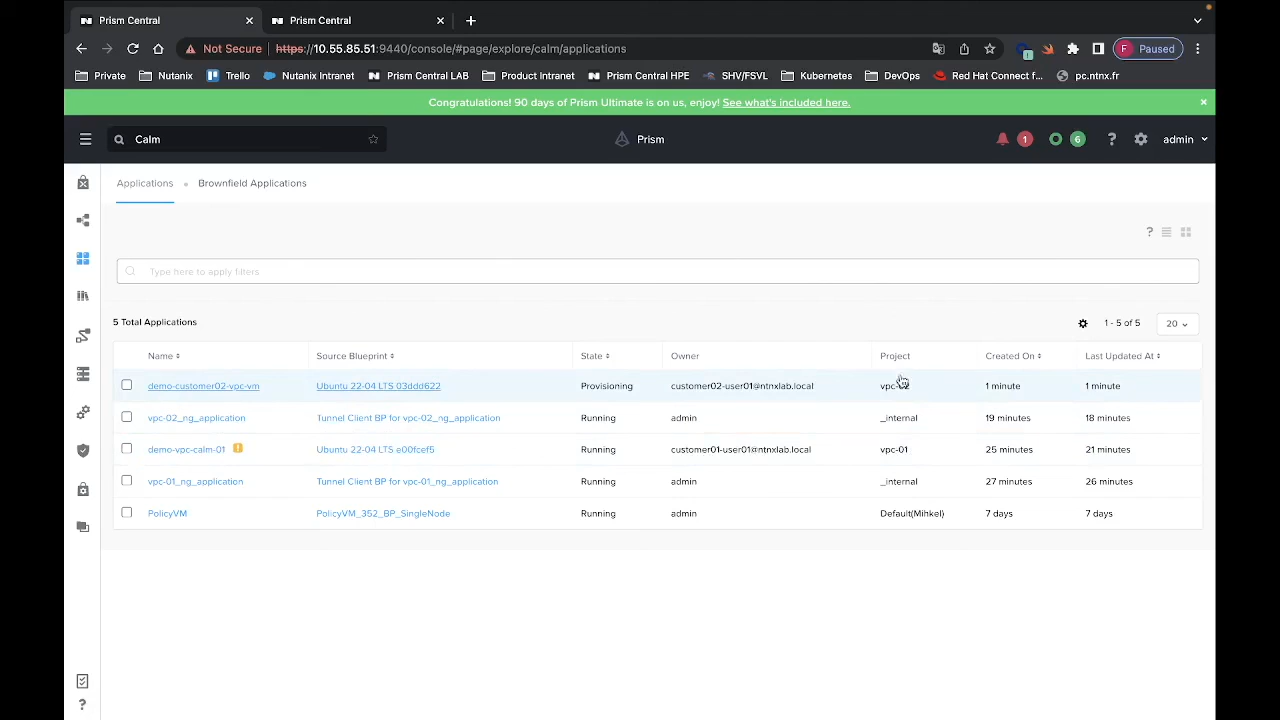 Prism Central
Prism Central
Not Secure
https://10.55.85.51:9440/console/#page/explore/calm/applications
F Paused
Private
Nutanix
Trello
Nutanix Intranet
Prism Central LAB
Product Intranet
Prism Central HPE
SHV/FSVL
Kubernetes
DevOps
Red Hat Connect f...
pc.ntnx.fr
Congratulations! 90 days of Prism Ultimate is on us, enjoy! See what's included here.
Calm
Prism
1
6
?
admin
Applications
Brownfield Applications
?
Type here to apply filters
5 Total Applications
1 - 5 of 5
20
Name Source Blueprint State Owner Project Created On Last Updated At
demo-customer02-vpc-vm Ubuntu 22-04 LTS 03ddd622 Provisioning customer02-user01@ntnxlab.local vpc-02 1 minute 1 minute
vpc-02_ng_application Tunnel Client BP for vpc-02_ng_application Running admin _internal 19 minutes 18 minutes
demo-vpc-calm-01 Ubuntu 22-04 LTS e00fcef5 Running customer01-user01@ntnxlab.local vpc-01 25 minutes 21 minutes
vpc-01_ng_application Tunnel Client BP for vpc-01_ng_application Running admin _internal 27 minutes 26 minutes
PolicyVM PolicyVM_352_BP_SingleNode Running admin Default(Mihkel) 7 days 7 days
?